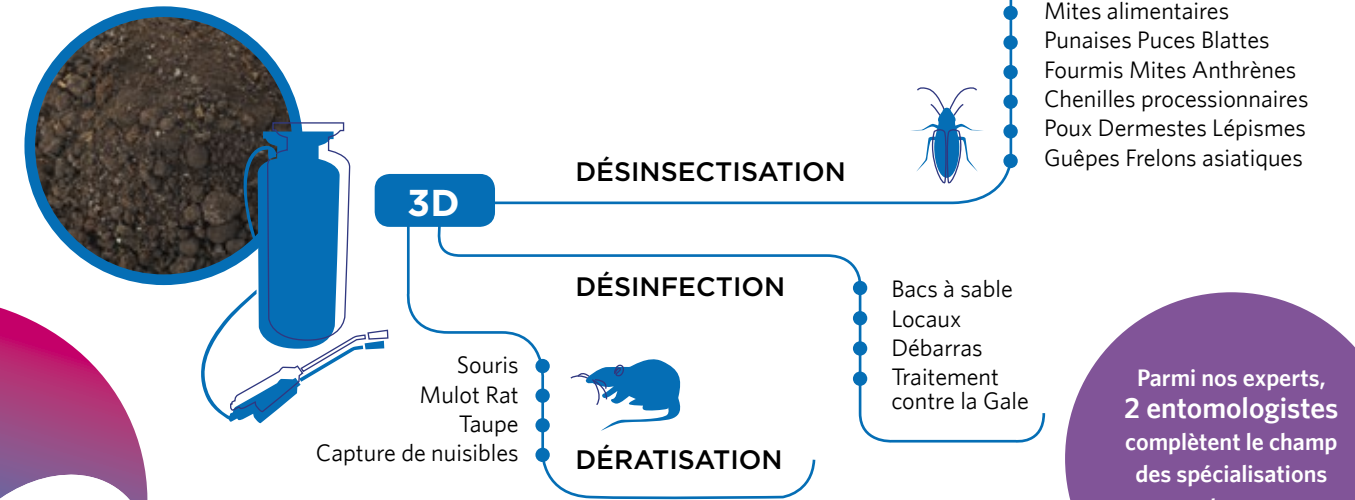 3D
DÉSINSECTISATION
Mites alimentaires
Punaises Puces Blattes
Fourmis Mites Anthrènes
Chenilles processionnaires
Poux Dermestes Lépismes
Guêpes Frelons asiatiques
DÉSINFECTION
Bacs à sable
Locaux
Débarras
Traitement
contre la Gale
Souris
Mulot Rat
Taupe
Capture de nuisibles
DÉRATISATION
Parmi nos experts,
2 entomologistes
complètent le champ
des spécialisations